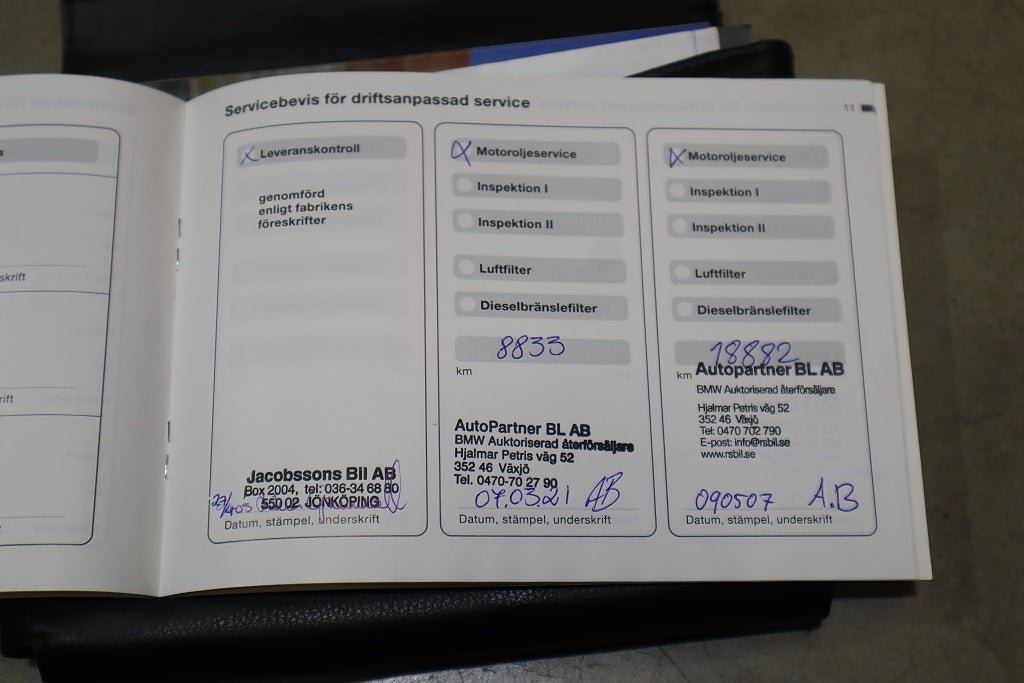 Servicebevis för driftsanpassad service
11
Leveranskontroll
genomförd
enligt fabrikens
föreskrifter
Jacobssons Bil AB
Box 2004, tel: 036-34 68 80
550 02 JÖNKÖPING
Datum, stämpel, underskrift
Motoroljeservice
Inspektion I
Inspektion II
Luftfilter
Dieselbränslefilter
8833
km
AutoPartner BL AB
BMW Auktoriserad återförsäljare
Hjalmar Petris väg 52
352 46 Växjö
Tel. 0470-70 27 90
07.03.21 AB
Datum, stämpel, underskrift
Motoroljeservice
Inspektion I
Inspektion II
Luftfilter
Dieselbränslefilter
18882
km
Autopartner BL AB
BMW Auktoriserad återförsäljare
Hjalmar Petris väg 52
352 46 Växjö
Tel: 0470 702 790
E-post: info@rsbil.se
www.rsbil.se
090507 A.B
Datum, stämpel, underskrift